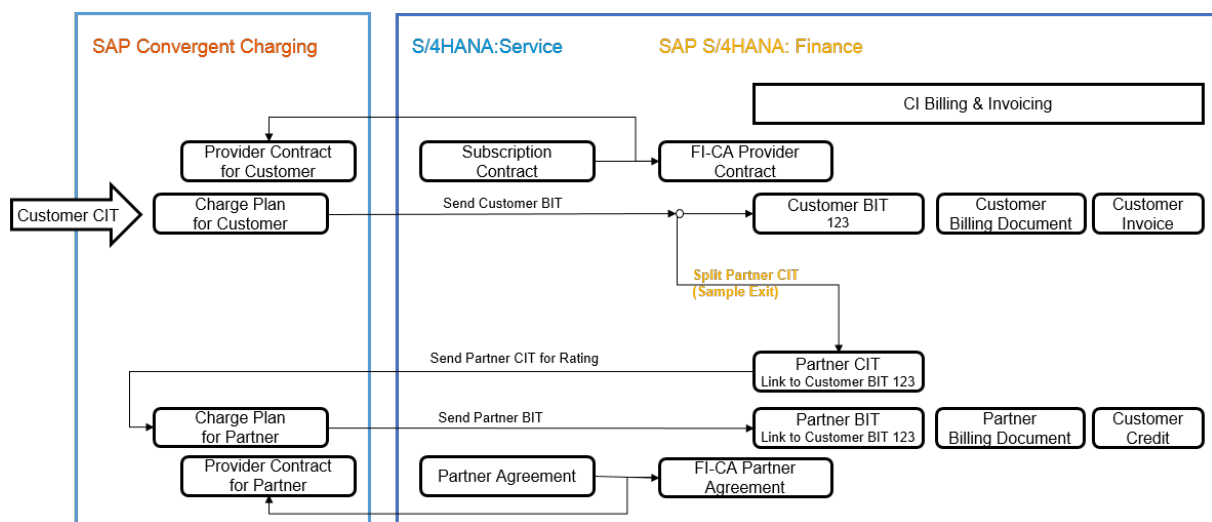 SAP Convergent Charging
S/4HANA:Service
SAP S/4HANA: Finance
CI Billing & Invoicing
Provider Contract
for Customer
Subscription
Contract
FI-CA Provider
Contract
Customer CIT
Charge Plan
for Customer
Send Customer BIT
Customer BIT
123
Customer
Billing Document
Customer
Invoice
Split Partner CIT
(Sample Exit)
Send Partner CIT for Rating
Partner CIT
Link to Customer BIT 123
Charge Plan
for Partner
Send Partner BIT
Partner BIT
Link to Customer BIT 123
Partner
Billing Document
Customer
Credit
Provider Contract
for Partner
Partner Agreement
FI-CA Partner
Agreement